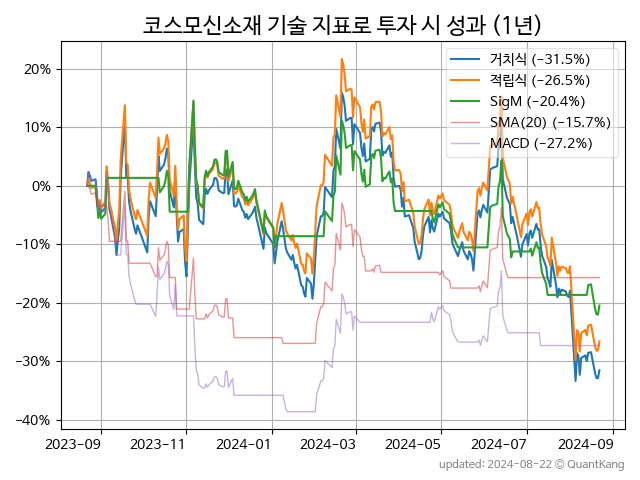 코스모신소재 기술 지표로 투자 시 성과 (1년)
거치식 (-31.5%)
적립식 (-26.5%)
SigM (-20.4%)
SMA(20) (-15.7%)
MACD (-27.2%)
20%
10%
0%
-10%
-20%
-30%
-40%
2023-09
2023-11
2024-01
2024-03
2024-05
2024-07
2024-09
updated: 2024-08-22 © QuantKang